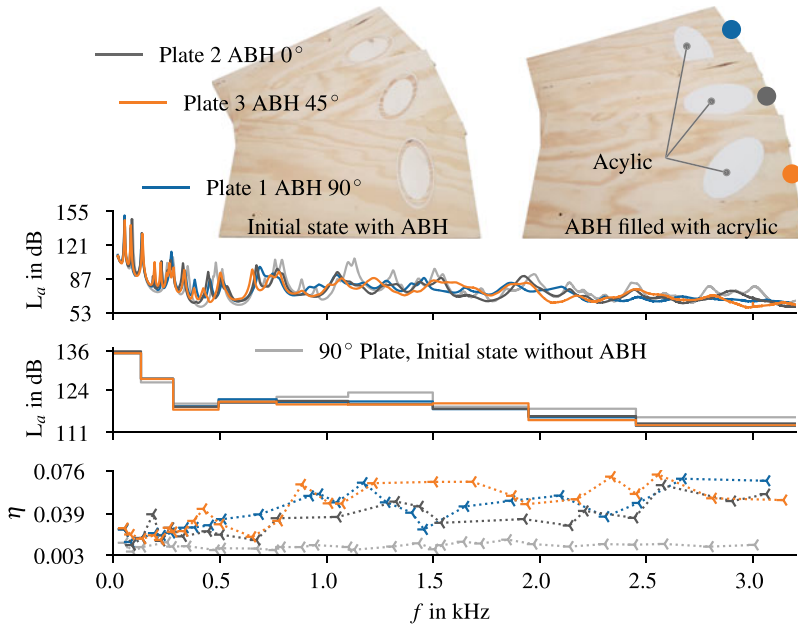 Plate 2 ABH 0°
Plate 3 ABH 45°
Acylic
Plate 1 ABH 90°
Initial state with ABH
ABH filled with acrylic
155
121
87
53
Lₐ in dB
90° Plate, Initial state without ABH
136
124
111
Lₐ in dB
0.076
0.039
0.003
η
0.0 0.5 1.0 1.5 2.0 2.5 3.0
f in kHz